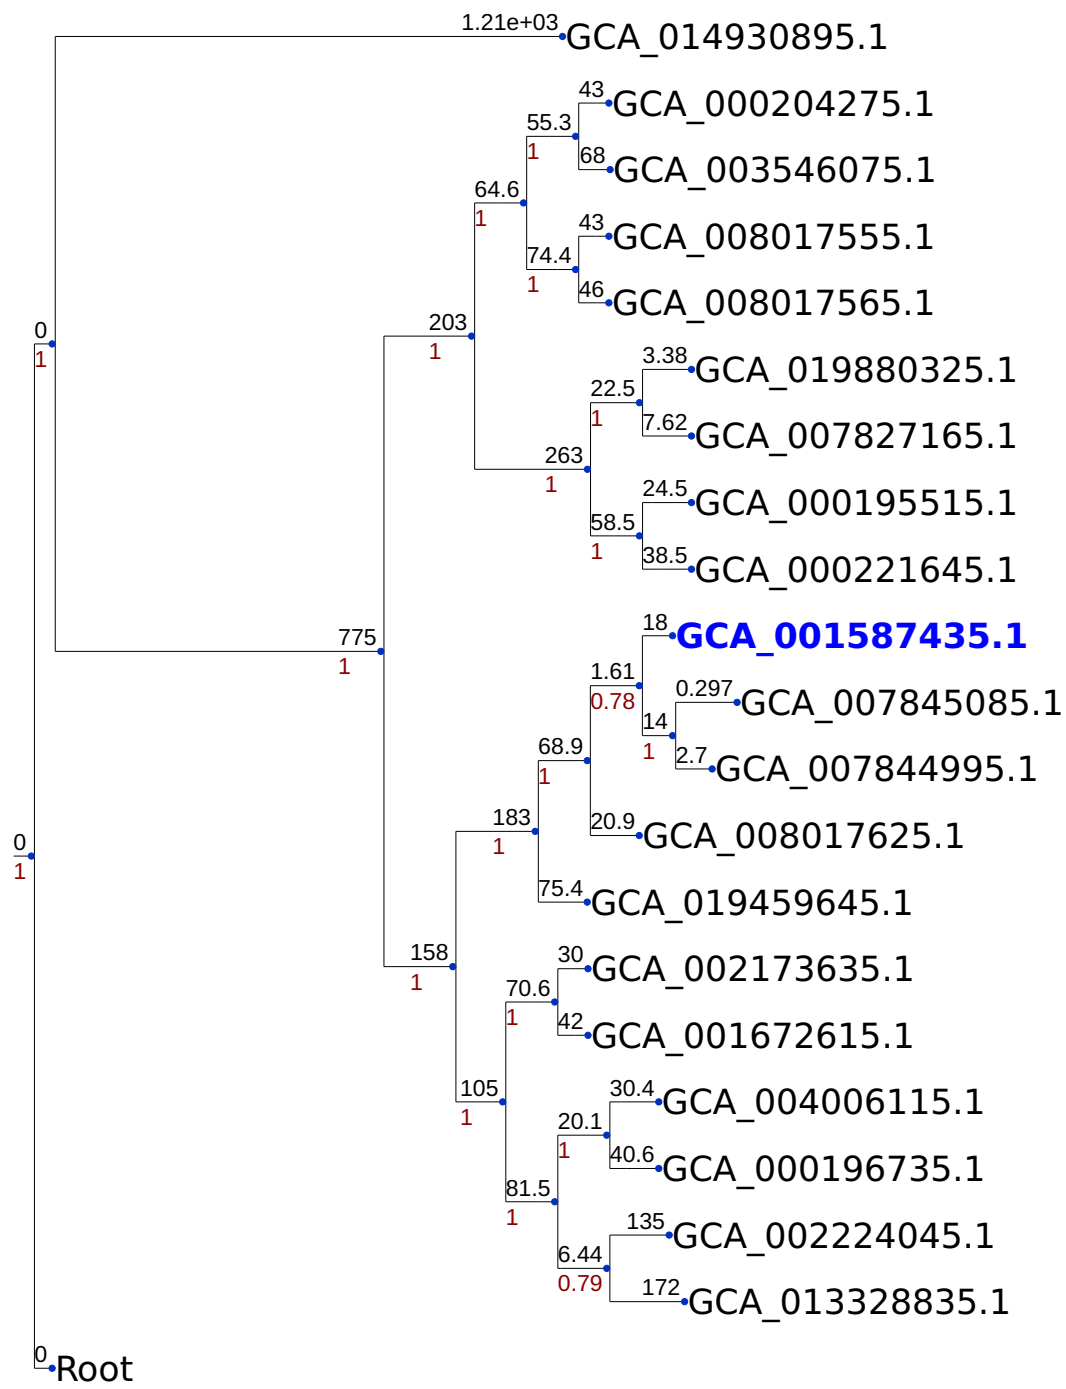 1.21e+03
GCA_014930895.1
43
GCA_000204275.1
55.3
1
68
GCA_003546075.1
64.6
1
43
GCA_008017555.1
74.4
1
46
GCA_008017565.1
203
1
0
1
3.38
GCA_019880325.1
22.5
1
7.62
GCA_007827165.1
263
1
24.5
GCA_000195515.1
58.5
1
38.5
GCA_000221645.1
775
1
18
GCA_001587435.1
1.61
0.78
0.297
GCA_007845085.1
14
1
2.7
GCA_007844995.1
68.9
1
183
1
20.9
GCA_008017625.1
0
1
75.4
GCA_019459645.1
158
1
30
GCA_002173635.1
70.6
1
42
GCA_001672615.1
105
1
30.4
GCA_004006115.1
20.1
1
40.6
GCA_000196735.1
81.5
1
135
GCA_002224045.1
6.44
0.79
172
GCA_013328835.1
0
Root